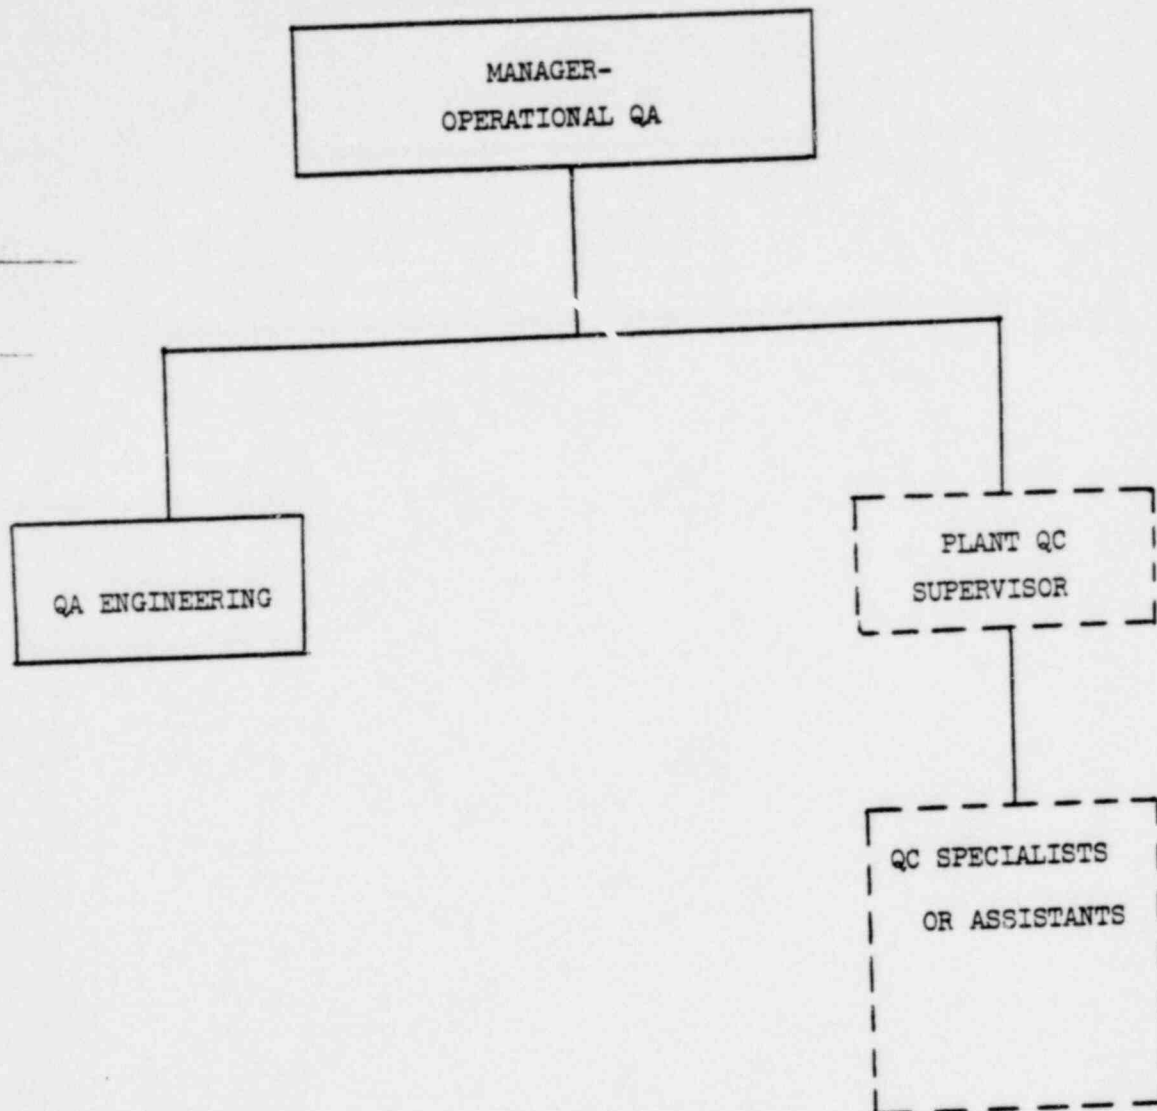 MANAGER-
OPERATIONAL QA
QA ENGINEERING
PLANT QC
SUPERVISOR
QC SPECIALISTS
OR ASSISTANTS